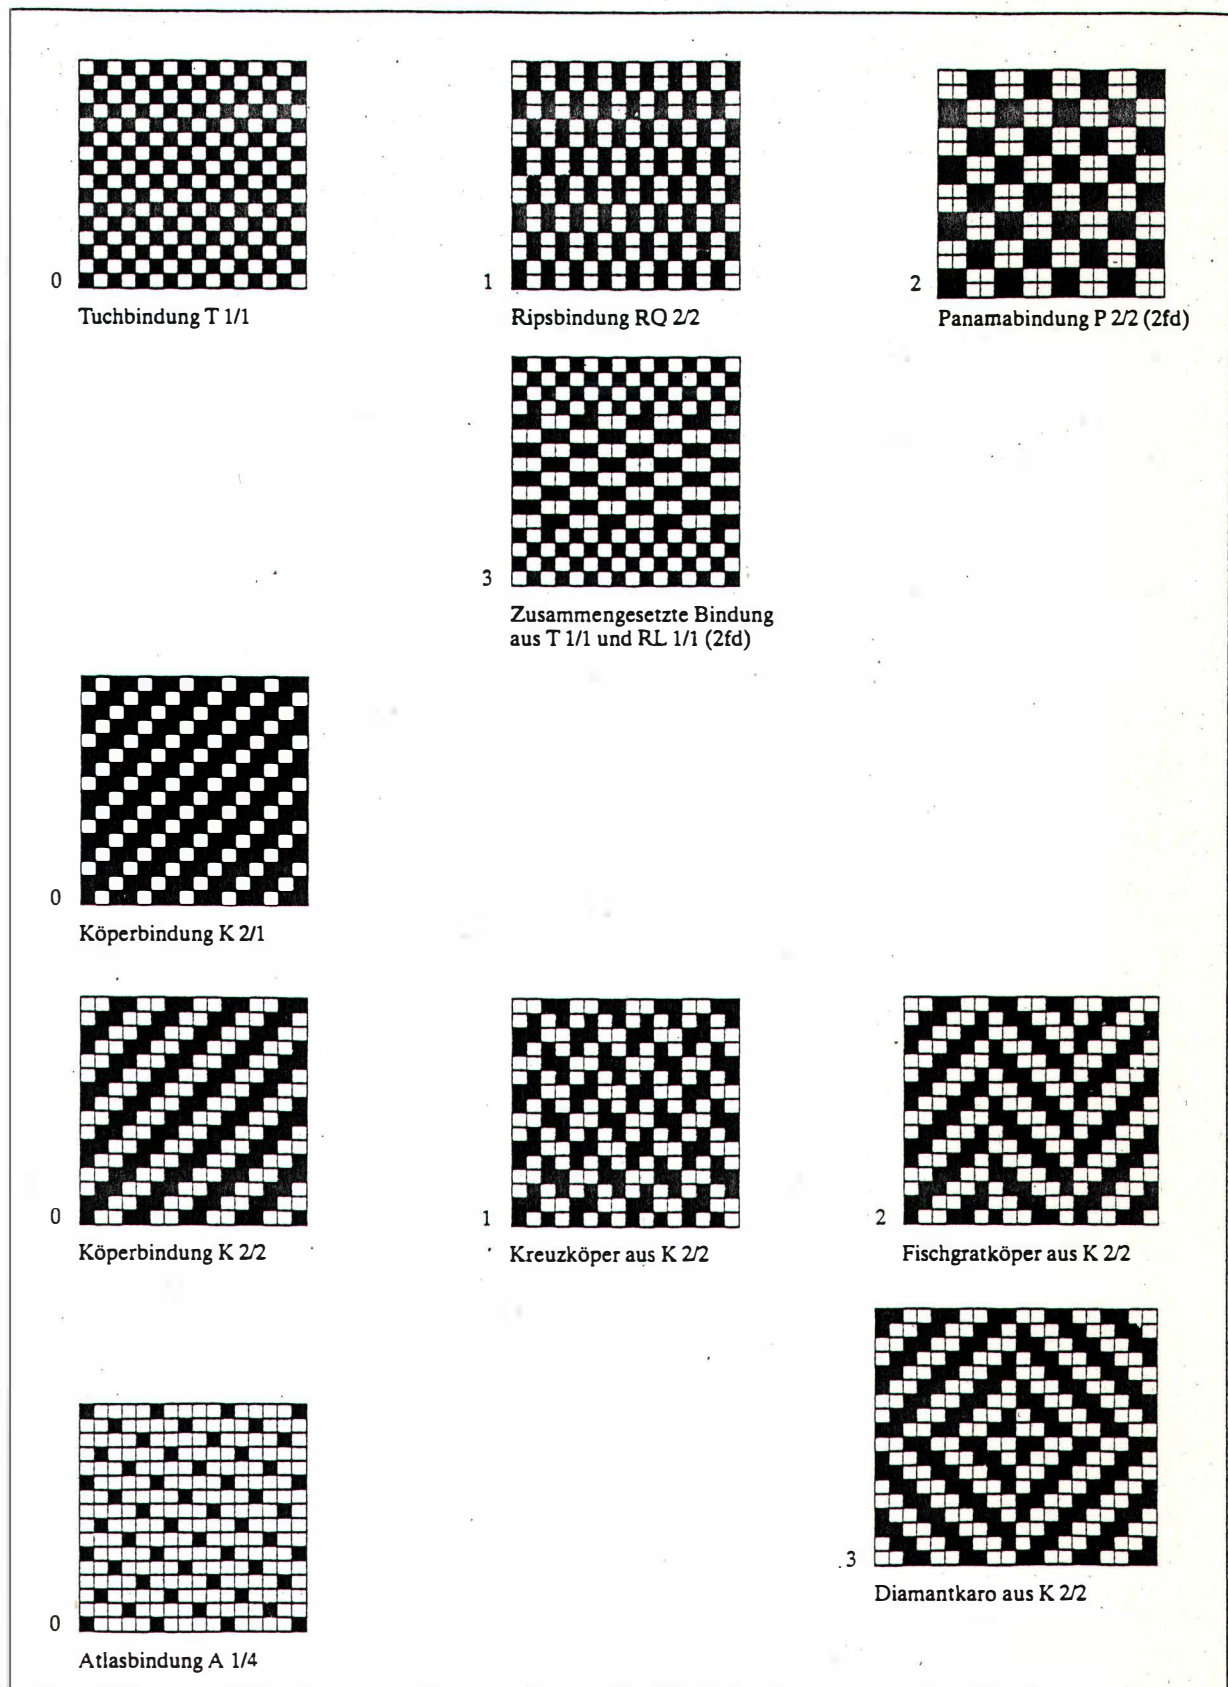 0
Tuchbindung T 1/1
1
Ripsbindung RQ 2/2
2
Panamabindung P 2/2 (2fd)
3
Zusammengesetzte Bindung
aus T 1/1 und RL 1/1 (2fd)
0
Köperbindung K 2/1
0
Köperbindung K 2/2
1
Kreuzköper aus K 2/2
2
Fischgratköper aus K 2/2
3
Diamantkaro aus K 2/2
0
Atlasbindung A 1/4